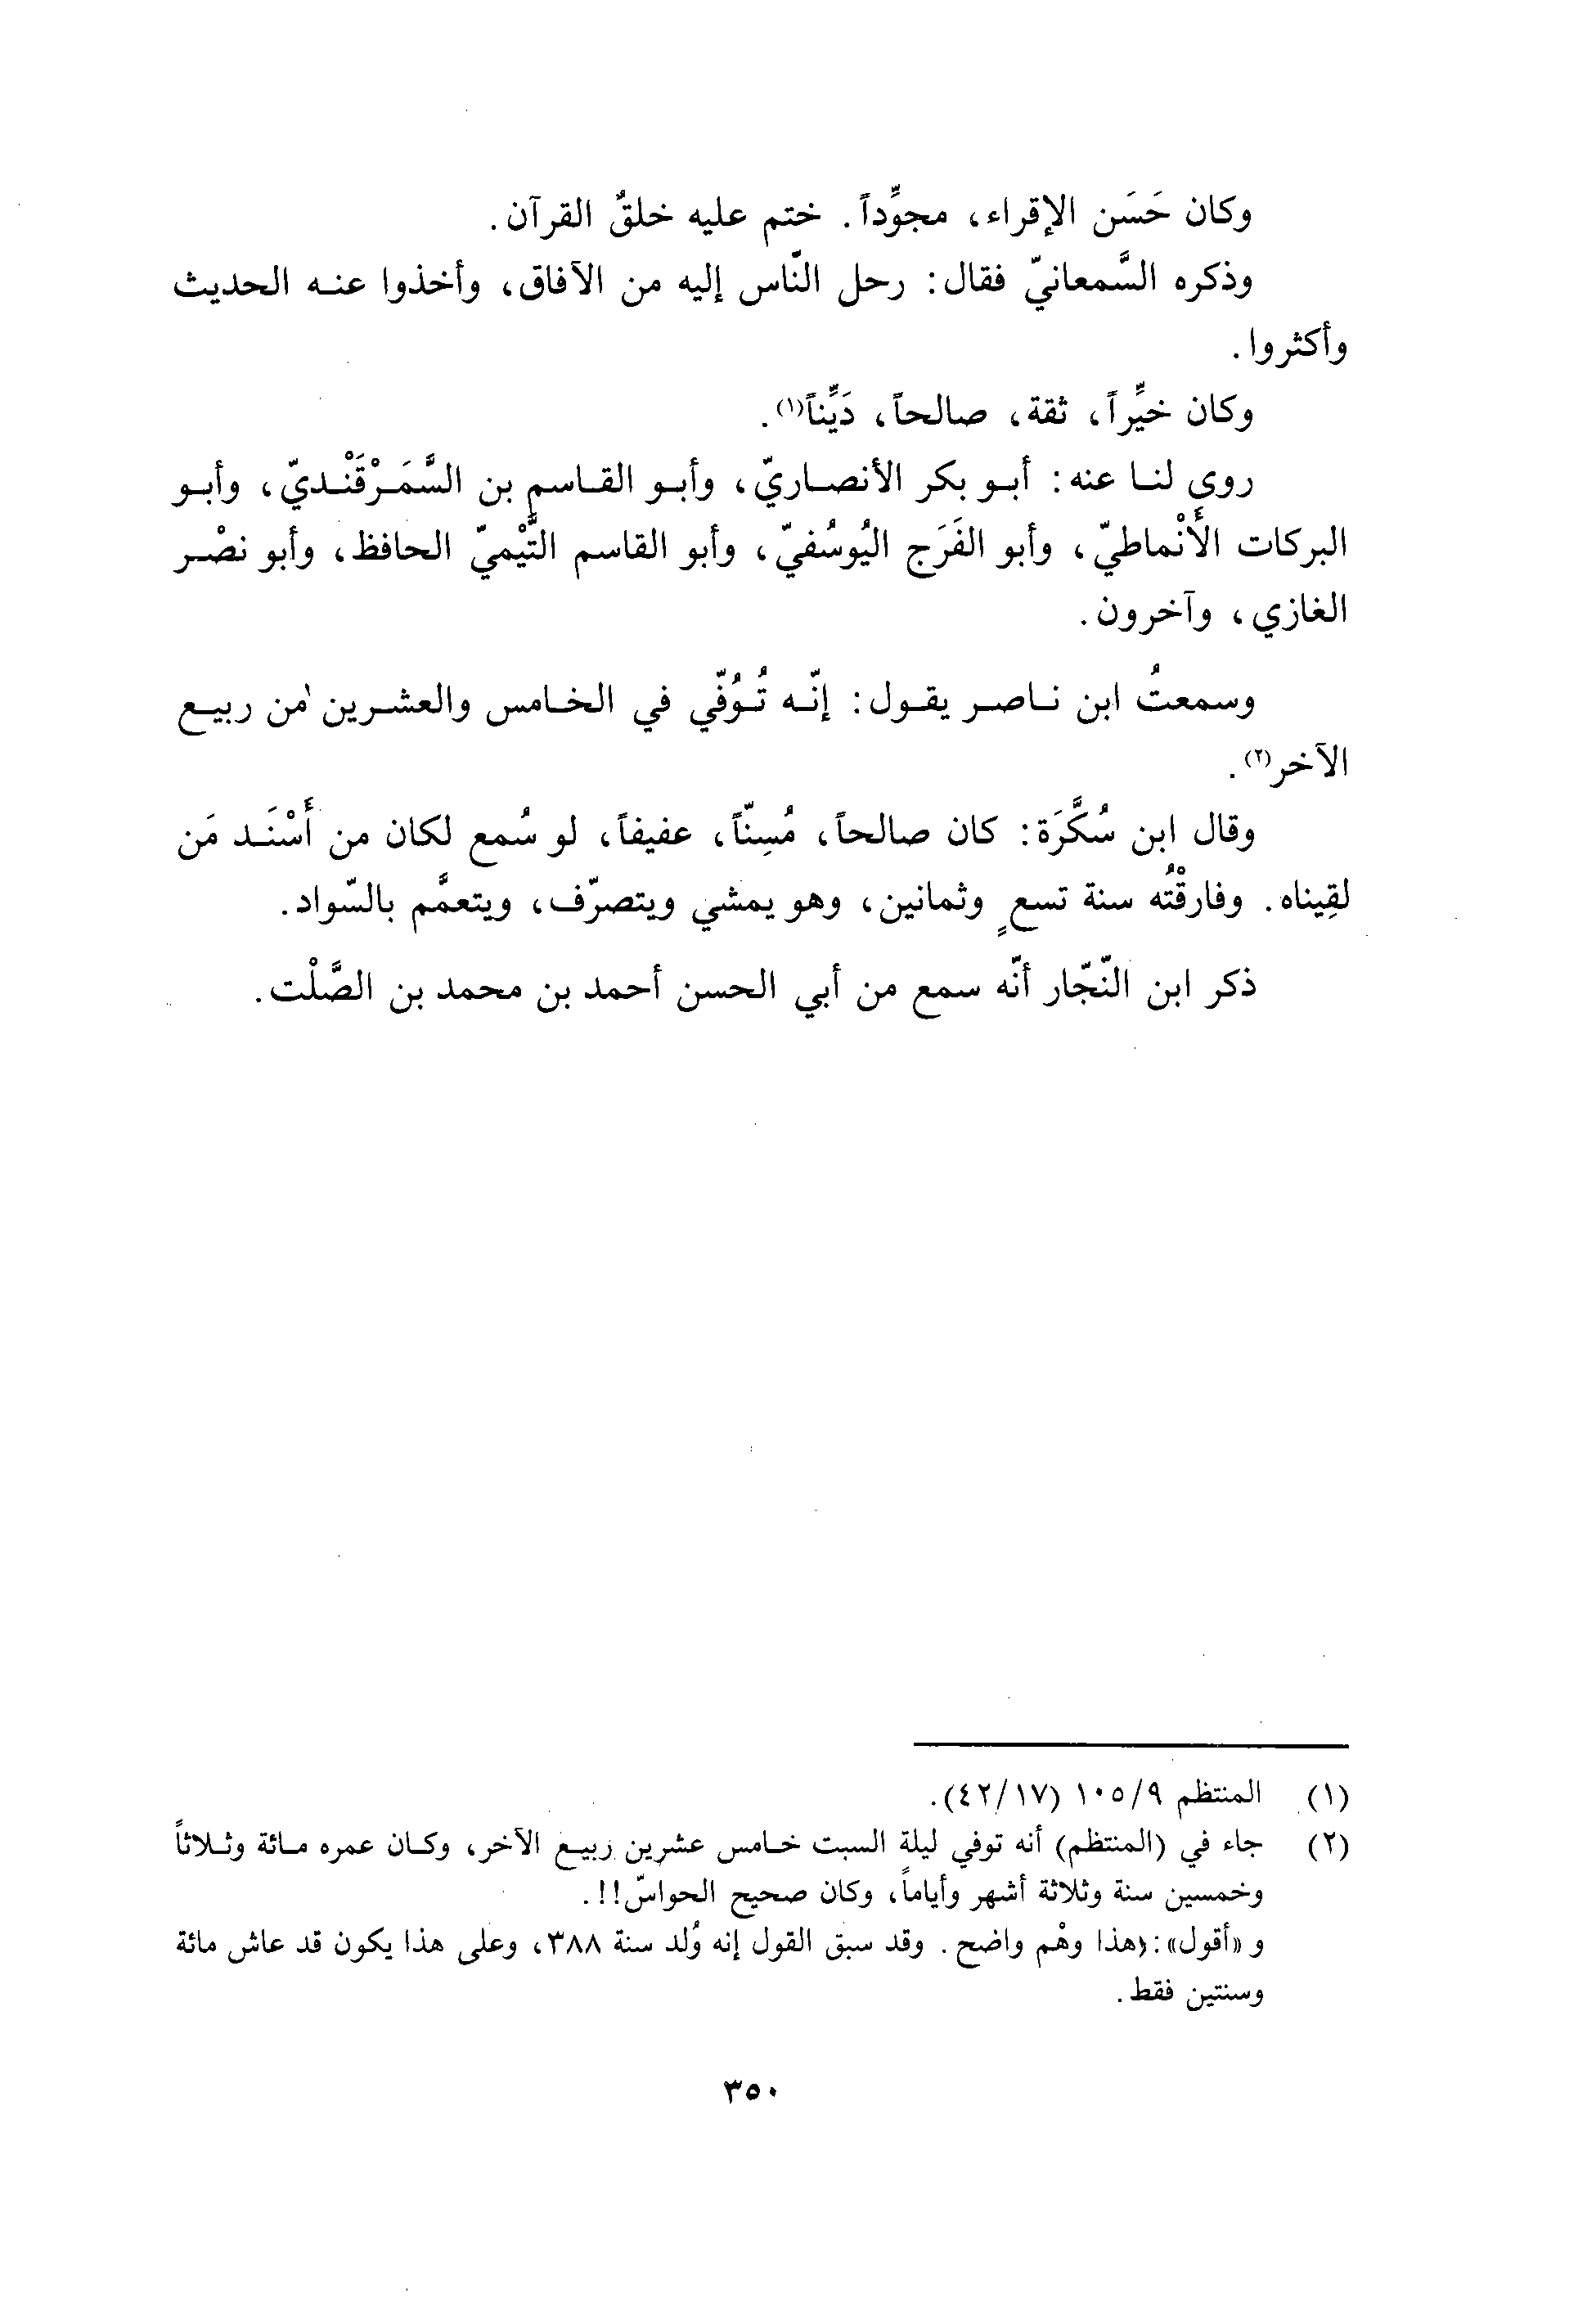 وكان حَسَن الإقراء، مجوِّداً. ختم عليه خلقٌ القرآن.
وذكره السَّمعانيّ فقال: رحل النّاس إليه من الآفاق، وأخذوا عنه الحديث
وأكثروا.
وكان خيِّراً، ثقة، صالحاً، دَيِّناً(١).
روى لنا عنه: أبو بكر الأنصاريّ، وأبو القاسم بن السَّمَرْقَنْديّ، وأبو
البركات الأَنْماطيّ، وأبو الفَرَج اليُوسُفيّ، وأبو القاسم التَّيْميّ الحافظ، وأبو نصْر
الغازي، وآخرون.
وسمعتُ ابن ناصر يقول: إنّه تُوُفّي في الخامس والعشرين من ربيع
الآخر(٢).
وقال ابن سُكَّرَة: كان صالحاً، مُسِنّاً، عفيفاً، لو سُمع لكان من أَسْنَد مَن
لقِيناه. وفارقْتُه سنة تسعٍ وثمانين، وهو يمشي ويتصرّف، ويتعمَّم بالسّواد.
ذكر ابن النّجّار أنّه سمع من أبي الحسن أحمد بن محمد بن الصَّلْت.
(١) المنتظم ١٠٥/٩ (٤٢/١٧).
(٢) جاء في (المنتظم) أنه توفي ليلة السبت خامس عشرين ربيع الآخر، وكان عمره مائة وثلاثاً
وخمسين سنة وثلاثة أشهر وأياماً، وكان صحيح الحواسّ!!.
و «أقول»: هذا وهْم واضح. وقد سبق القول إنه وُلد سنة ٣٨٨، وعلى هذا يكون قد عاش مائة
وسنتين فقط.
٣٥٠